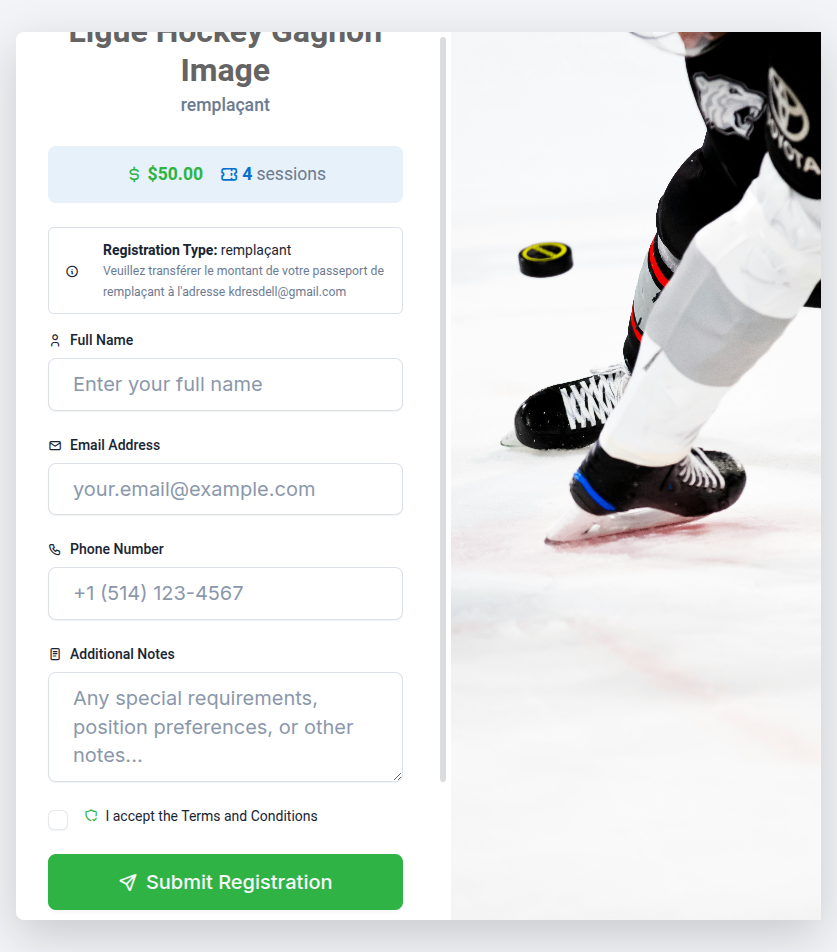 Ligue Hockey Gagnon
Image
remplaçant
$50.00 4 sessions
Registration Type: remplaçant
Veuillez transférer le montant de votre passeport de
remplaçant à l'adresse kdresdell@gmail.com
Full Name
Enter your full name
Email Address
your.email@example.com
Phone Number
+1 (514) 123-4567
Additional Notes
Any special requirements,
position preferences, or other
notes...
I accept the Terms and Conditions
Submit Registration
TOYOTA